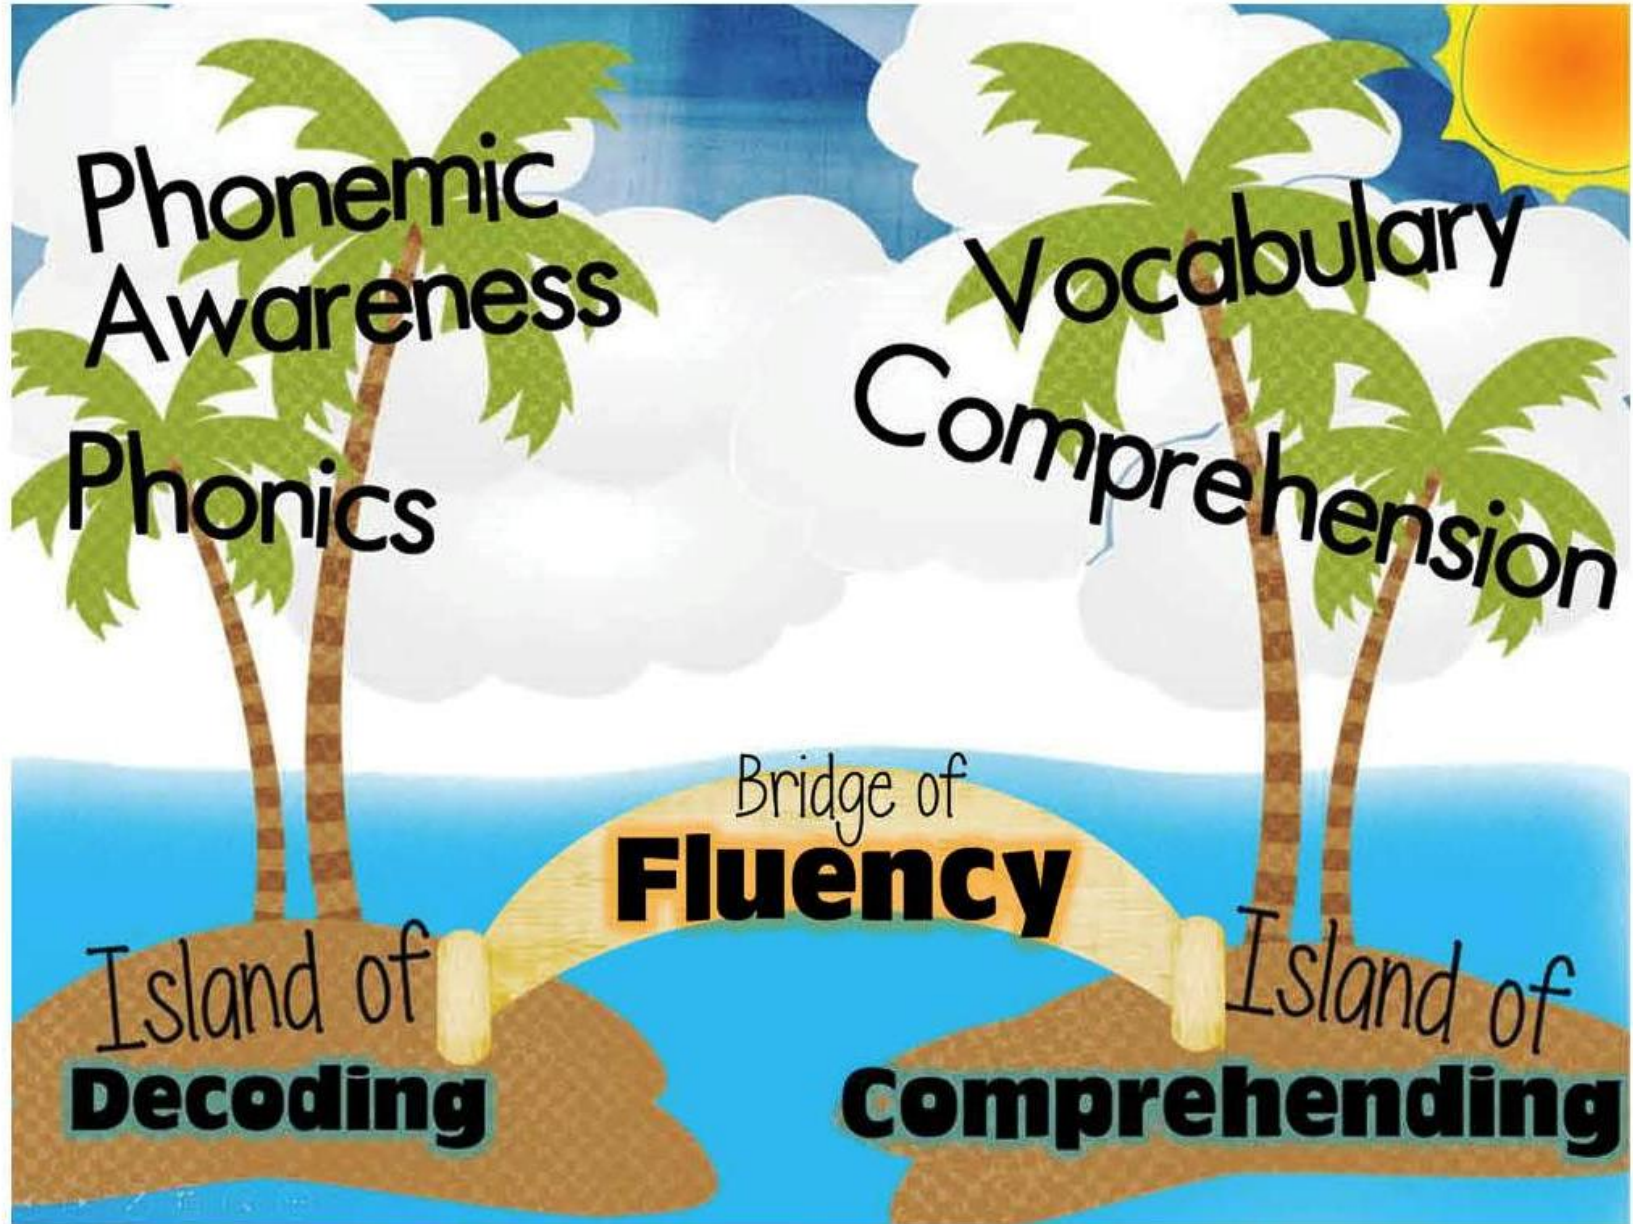 Phonemic
Awareness
Phonics
Vocabulary
Comprehension
Bridge of
Fluency
Island of
Decoding
Island of
Comprehending